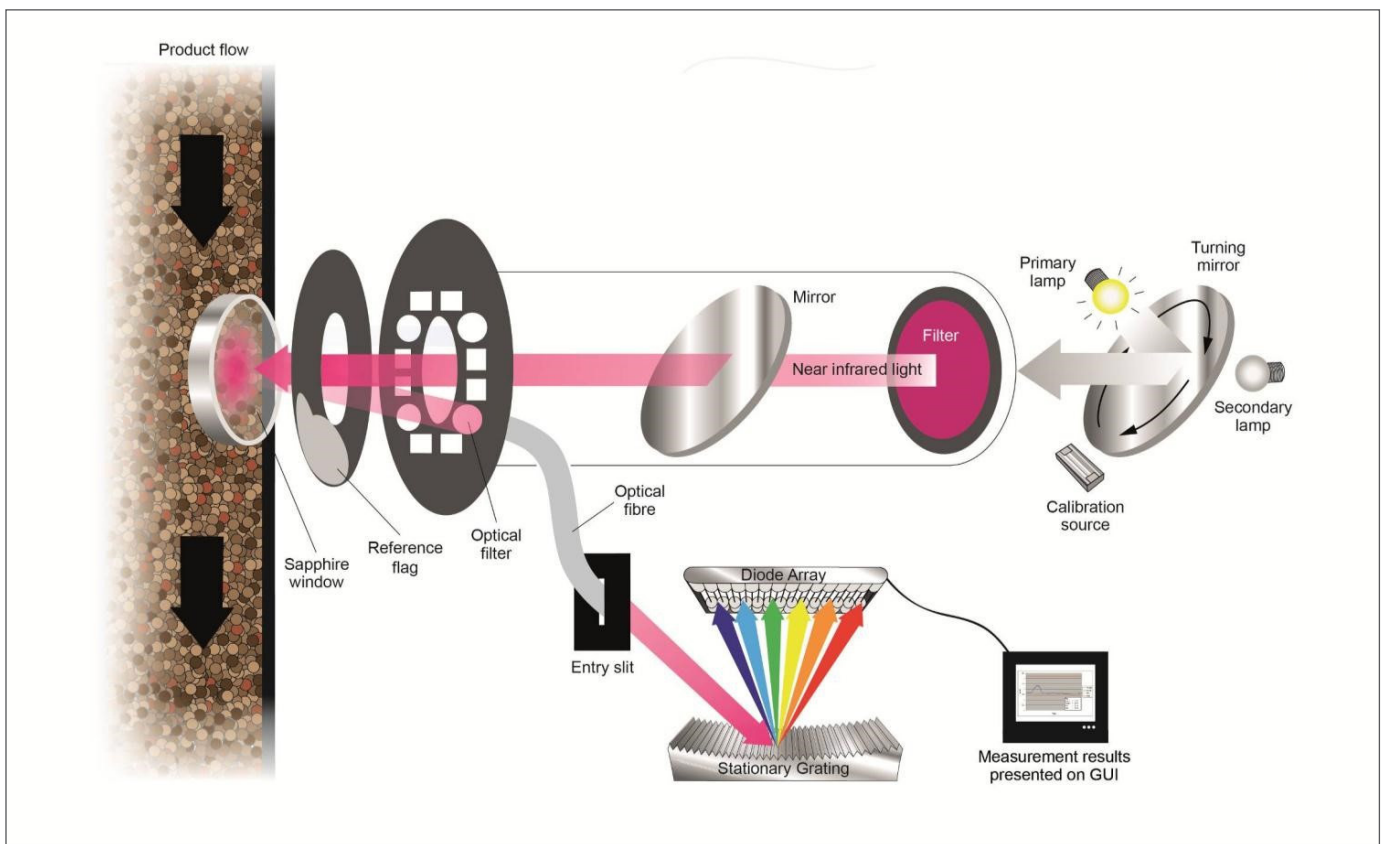 Product flow
Primary
lamp
Turning
mirror
Mirror
Filter
Near infrared light
Secondary
lamp
Calibration
source
Optical
fibre
Optical
filter
Reference
flag
Sapphire
window
Diode Array
Entry slit
Stationary Grating
Measurement results
presented on GUI